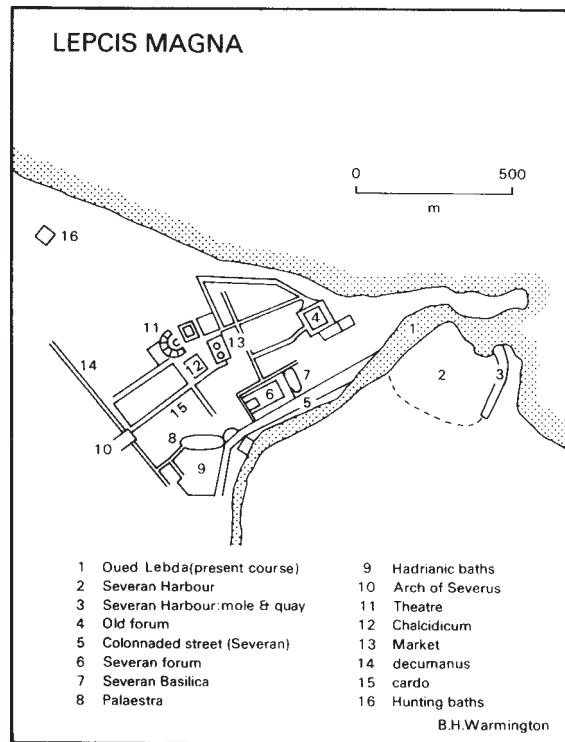 LEPCIS MAGNA
0 500
m
16
4
11
13
1
14
12
7
2
3
15
6
5
8
10
9
1 Oued Lebda(present course)
2 Severan Harbour
3 Severan Harbour:mole & quay
4 Old forum
5 Colonnaded street (Severan)
6 Severan forum
7 Severan Basilica
8 Palaestra
9 Hadrianic baths
10 Arch of Severus
11 Theatre
12 Chalcidicum
13 Market
14 decumanus
15 cardo
16 Hunting baths
B.H.Warmington